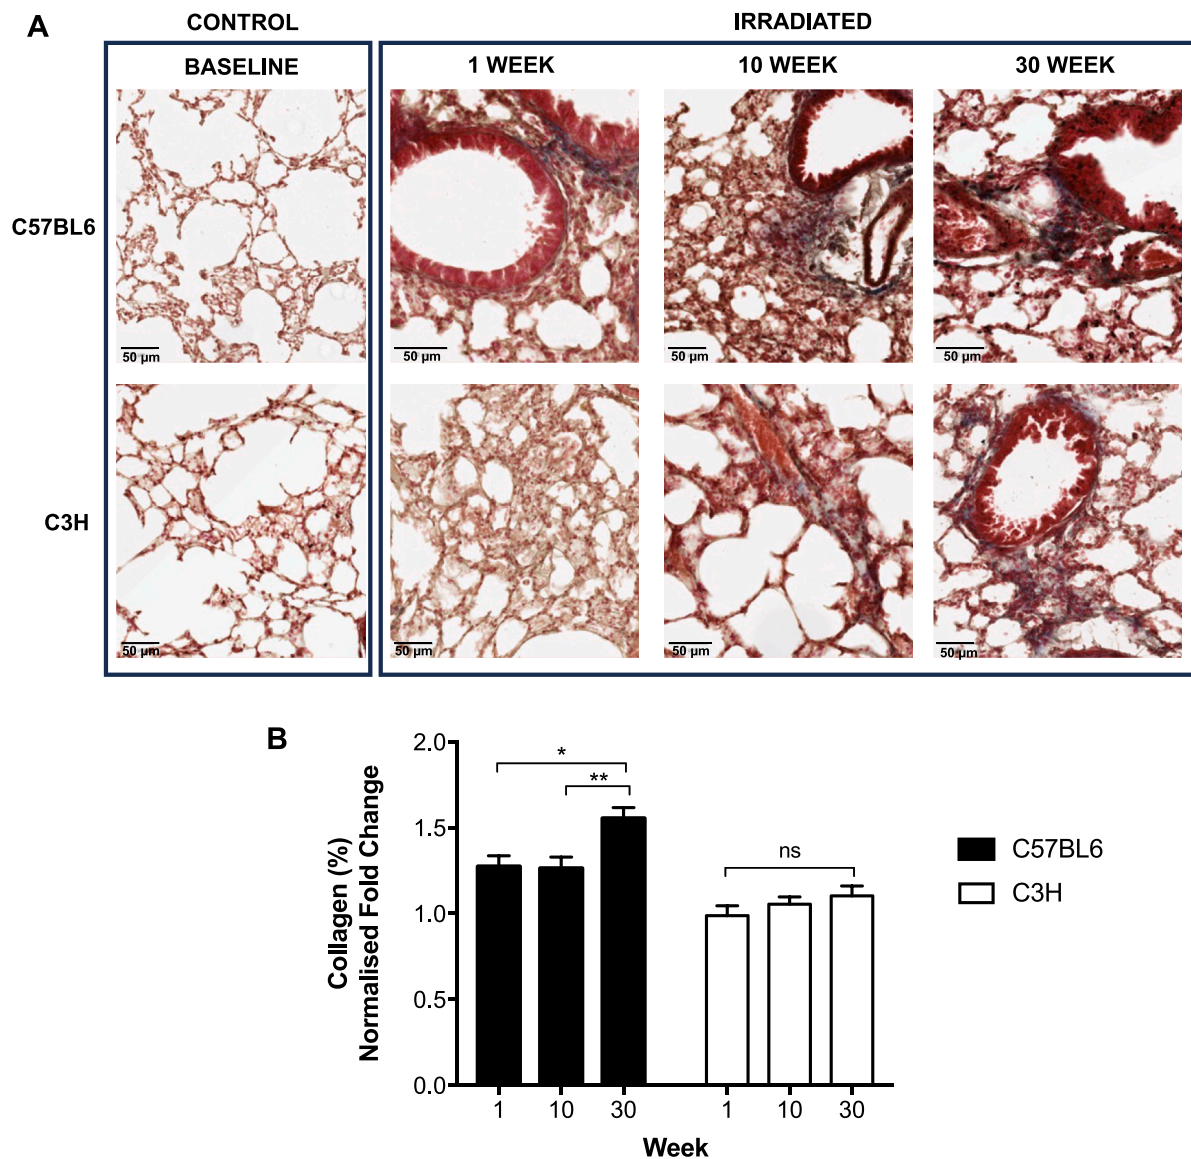 A
CONTROL
IRRADIATED
BASELINE
1 WEEK
10 WEEK
30 WEEK
C57BL6
50 µm
50 µm
50 µm
50 µm
C3H
50 µm
50 µm
50 µm
50 µm
B
Collagen (%)
Normalised Fold Change
2.0
1.5
1.0
0.5
0.0
*
**
ns
1
10
30
1
10
30
Week
C57BL6
C3H